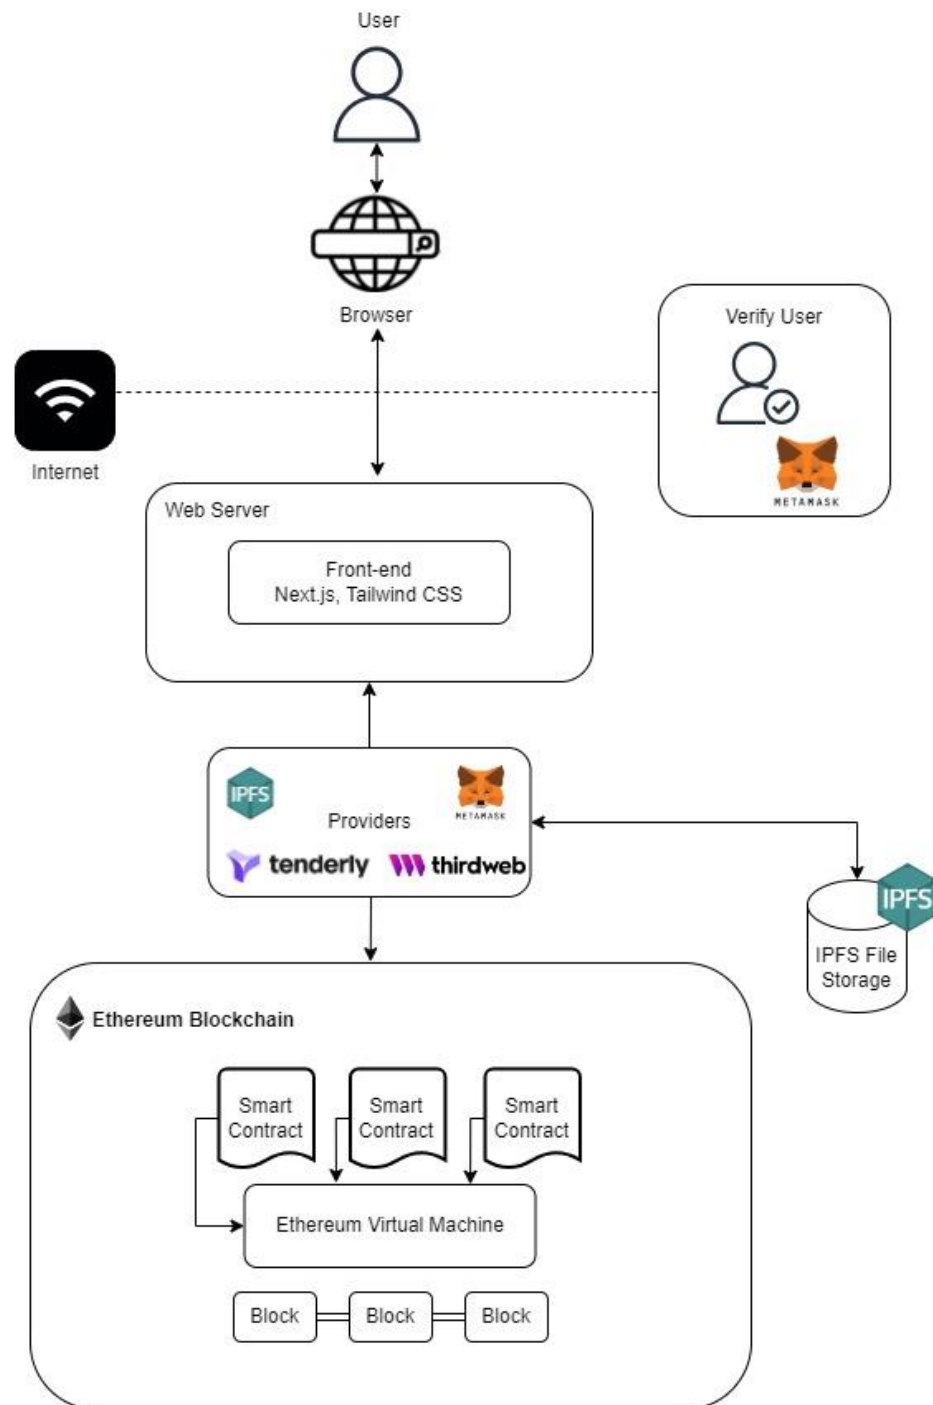 User
Browser
Verify User
METAMASK
Internet
Web Server
Front-end
Next.js, Tailwind CSS
IPFS
METAMASK
Providers
tenderly
thirdweb
IPFS
IPFS File
Storage
Ethereum Blockchain
Smart
Contract
Smart
Contract
Smart
Contract
Ethereum Virtual Machine
Block
Block
Block